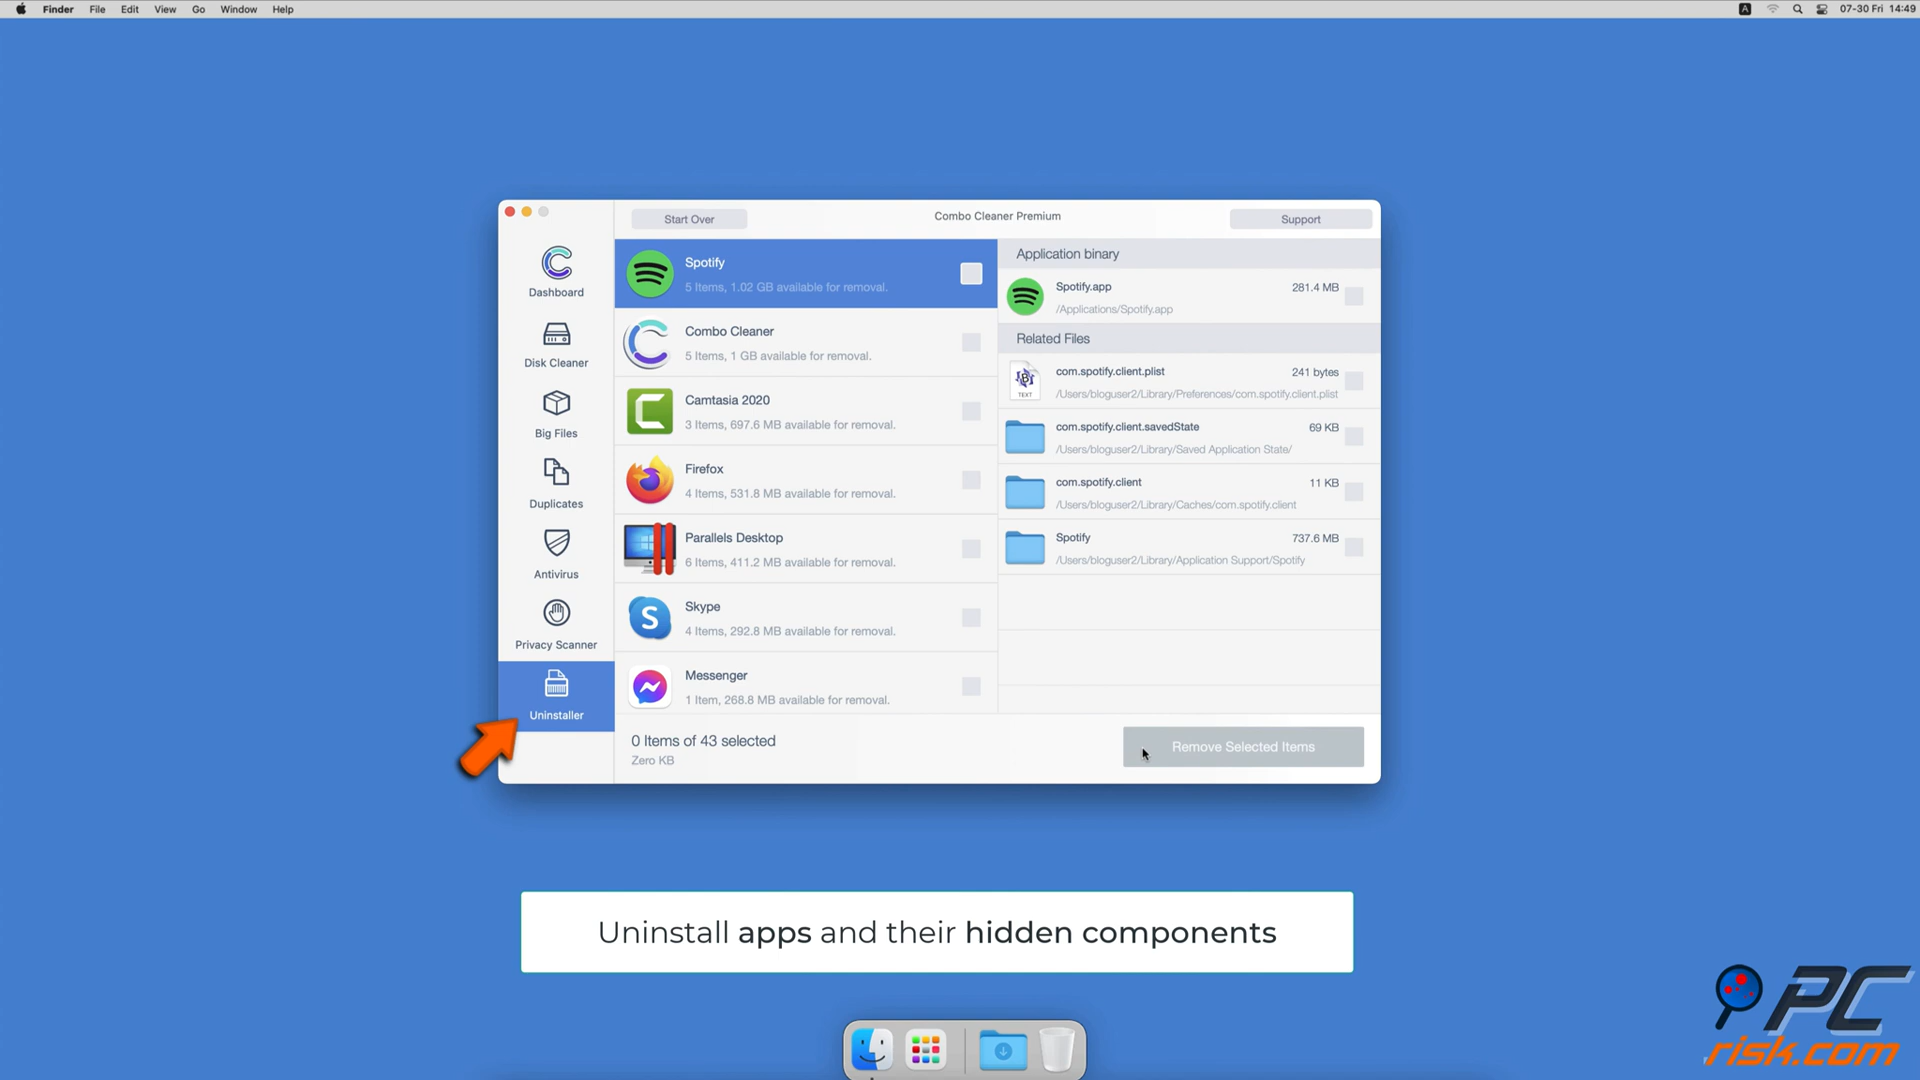 Finder File Edit View Go Window Help
A
07-30 Fri 14:49
Start Over
Combo Cleaner Premium
Support
Dashboard
Disk Cleaner
Big Files
Duplicates
Antivirus
Privacy Scanner
Uninstaller
Spotify
5 Items, 1.02 GB available for removal.
Combo Cleaner
5 Items, 1 GB available for removal.
Camtasia 2020
3 Items, 697.6 MB available for removal.
Firefox
4 Items, 531.8 MB available for removal.
Parallels Desktop
6 Items, 411.2 MB available for removal.
Skype
4 Items, 292.8 MB available for removal.
Messenger
1 Item, 268.8 MB available for removal.
Application binary
Spotify.app 281.4 MB
/Applications/Spotify.app
Related Files
TEXT
com.spotify.client.plist 241 bytes
/Users/bloguser2/Library/Preferences/com.spotify.client.plist
com.spotify.client.savedState 69 KB
/Users/bloguser2/Library/Saved Application State/
com.spotify.client 11 KB
/Users/bloguser2/Library/Caches/com.spotify.client
Spotify 737.6 MB
/Users/bloguser2/Library/Application Support/Spotify
0 Items of 43 selected
Zero KB
Remove Selected Items
Uninstall apps and their hidden components
PC
risk.com